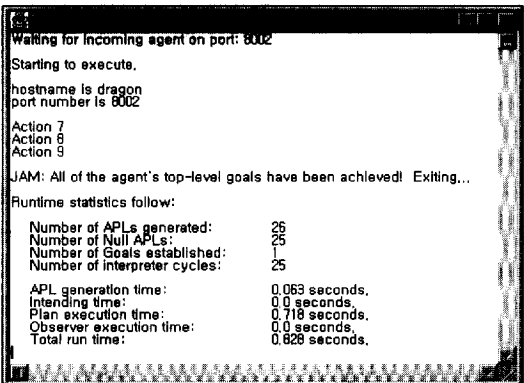 Waiting for incoming agent on port: 8002
Starting to execute.
hostname is dragon
port number is 8002
Action 7
Action 8
Action 9
JAM: All of the agent's top-level goals have been achieved! Exiting...
Runtime statistics follow:
Number of APLs generated: 26
Number of Null APLs: 25
Number of Goals established: 1
Number of interpreter cycles: 25
APL generation time: 0.063 seconds.
Intending time: 0.0 seconds.
Plan execution time: 0.718 seconds.
Observer execution time: 0.0 seconds.
Total run time: 0.828 seconds.